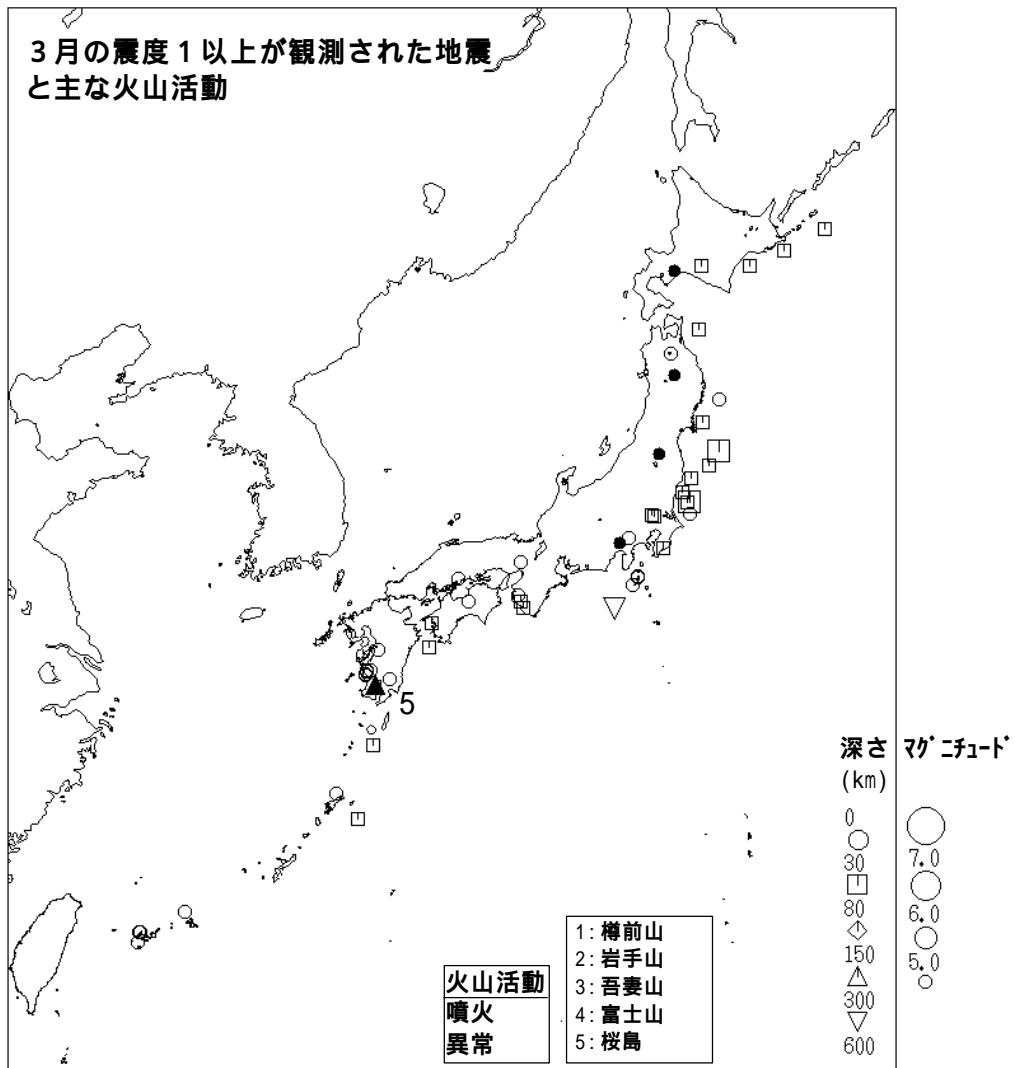 ３月の震度１以上が観測された地震
と主な火山活動
5
深さ マグニチュード
(km)
0
30
7.0
80
6.0
150
5.0
300
600
火山活動
噴火
異常
1: 樽前山
2: 岩手山
3: 吾妻山
4: 富士山
5: 桜島